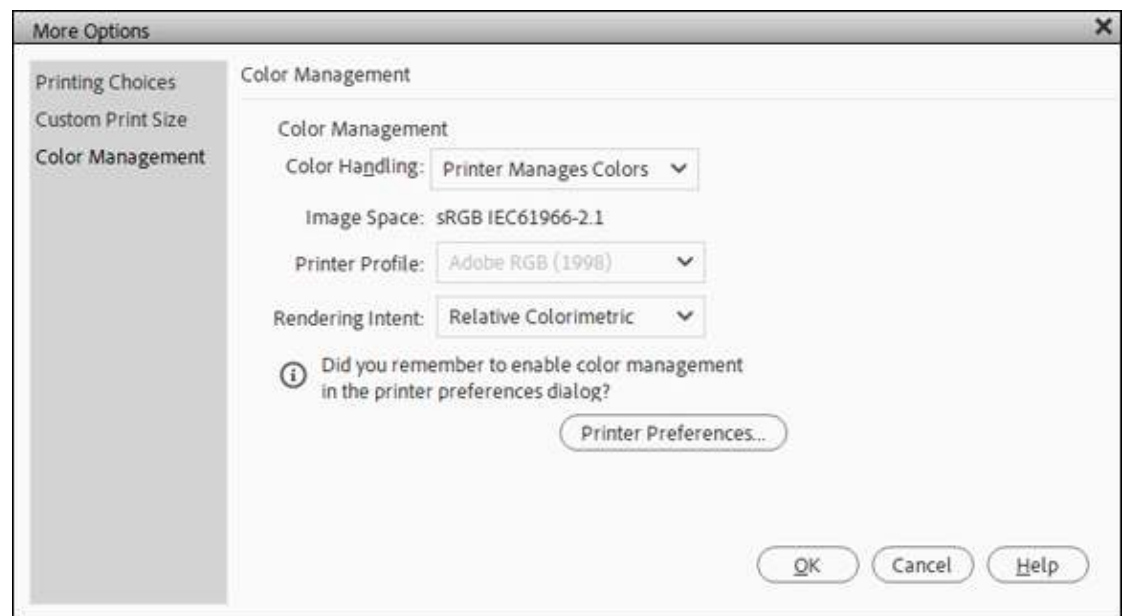 More Options
Printing Choices
Custom Print Size
Color Management
Color Management
Color Management
Color Handling: Printer Manages Colors
Image Space: sRGB IEC61966-2.1
Printer Profile: Adobe RGB (1998)
Rendering Intent: Relative Colorimetric
Did you remember to enable color management
in the printer preferences dialog?
Printer Preferences...
OK Cancel Help